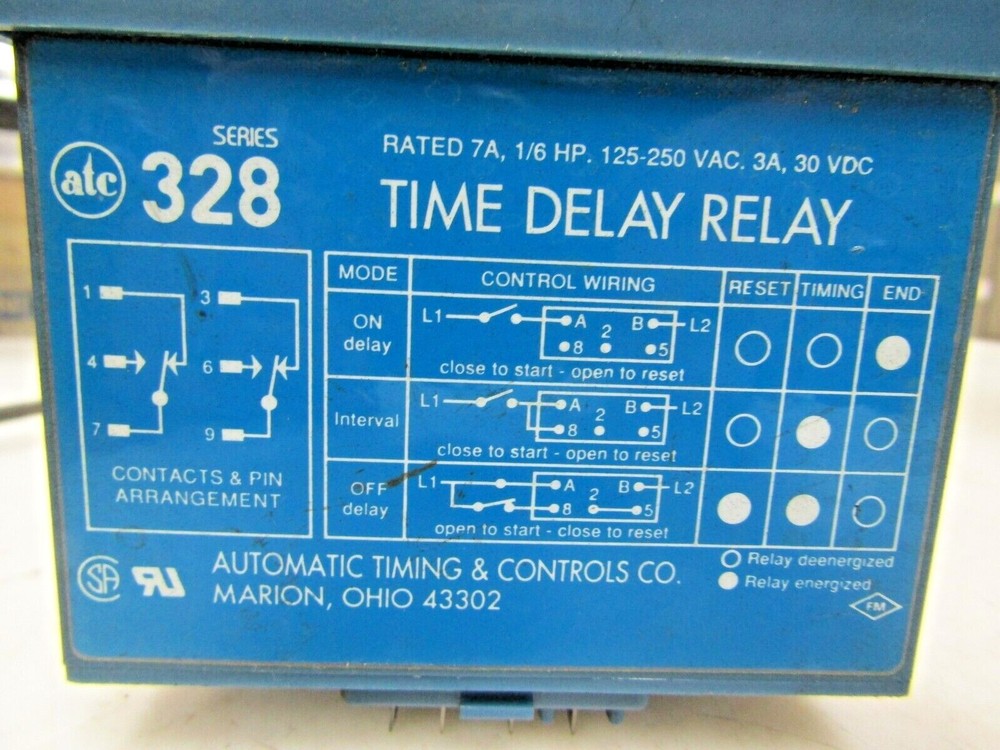 SERIES
atc 328
RATED 7A, 1/6 HP. 125-250 VAC. 3A, 30 VDC
TIME DELAY RELAY
1 3
4 6
7 9
CONTACTS & PIN
ARRANGEMENT
MODE CONTROL WIRING RESET TIMING END
ON
delay
L1 A 2 B L2
8 5
close to start - open to reset
Interval
L1 A 2 B L2
8 5
close to start - open to reset
OFF
delay
L1 A 2 B L2
8 5
open to start - close to reset
Relay deenergized
Relay energized
SA RU
AUTOMATIC TIMING & CONTROLS CO.
MARION, OHIO 43302
FM